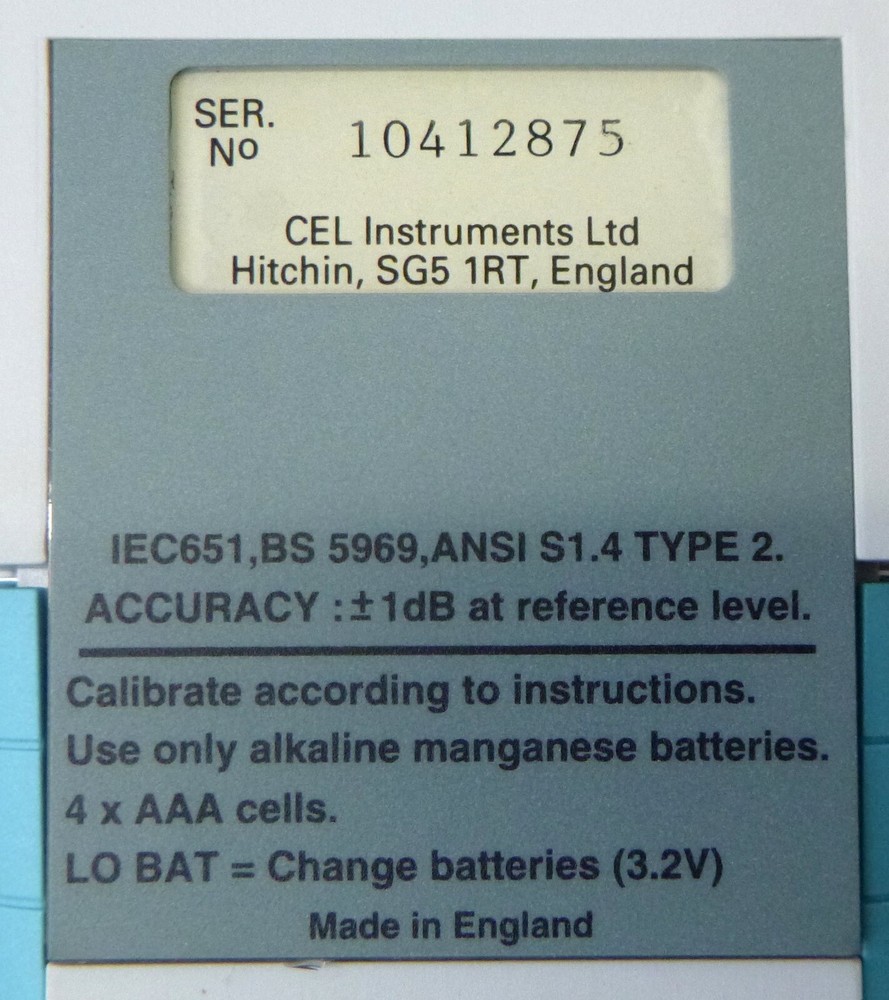 SER.
No
10412875
CEL Instruments Ltd
Hitchin, SG5 1RT, England
IEC651,BS 5969,ANSI S1.4 TYPE 2.
ACCURACY :±1dB at reference level.
Calibrate according to instructions.
Use only alkaline manganese batteries.
4 x AAA cells.
LO BAT = Change batteries (3.2V)
Made in England